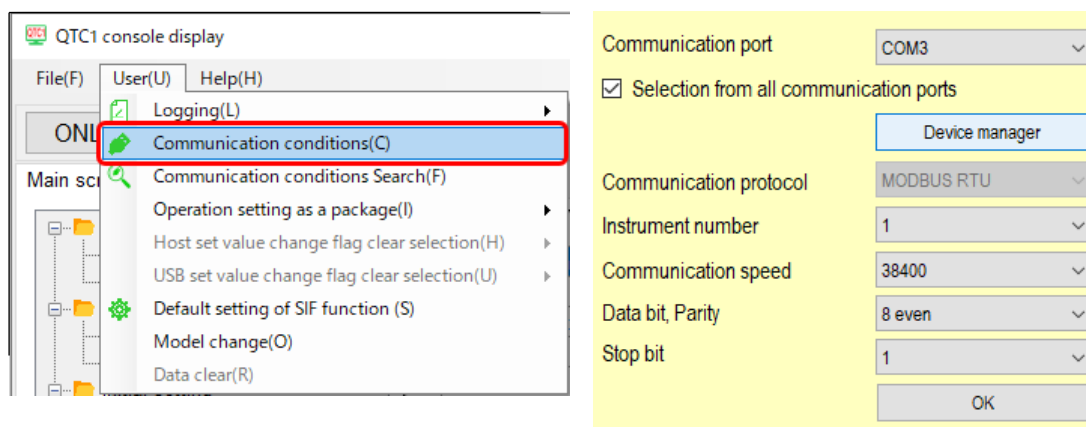 QTC1 console display
File(F) User(U) Help(H)
Logging(L)
Communication conditions(C)
Communication conditions Search(F)
Operation setting as a package(I)
Host set value change flag clear selection(H)
USB set value change flag clear selection(U)
Default setting of SIF function (S)
Model change(O)
Data clear(R)
ONL
Main scr
Communication port COM3
Selection from all communication ports
Device manager
Communication protocol MODBUS RTU
Instrument number 1
Communication speed 38400
Data bit, Parity 8 even
Stop bit 1
OK